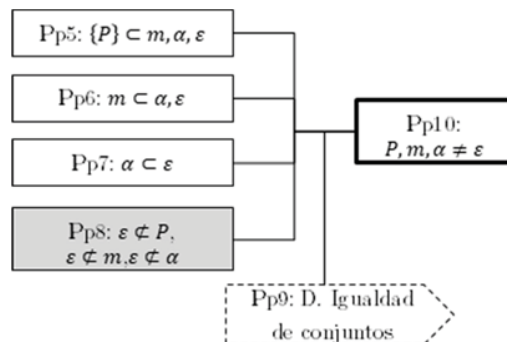 Pp5: {P} ⊂ m, α, ε
Pp6: m ⊂ α, ε
Pp7: α ⊂ ε
Pp8: ε ⊄ P,
ε ⊄ m, ε ⊄ α
Pp10:
P, m, α ≠ ε
Pp9: D. Igualdad
de conjuntos